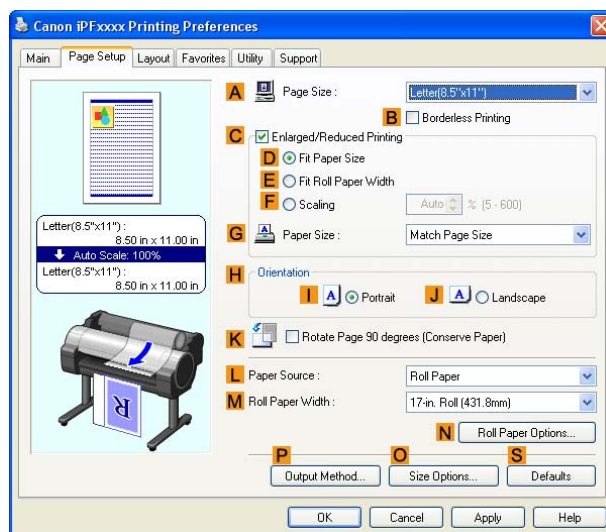 Canon iPFxxxx Printing Preferences
Main Page Setup Layout Favorites Utility Support
A Page Size : Letter(8.5"x11")
B Borderless Printing
C Enlarged/Reduced Printing
D Fit Paper Size
E Fit Roll Paper Width
F Scaling Auto % (5 - 600)
G Paper Size : Match Page Size
Letter(8.5"x11") :
8.50 in x 11.00 in
Auto Scale: 100%
Letter(8.5"x11") :
8.50 in x 11.00 in
H Orientation
I A Portrait J A Landscape
K Rotate Page 90 degrees (Conserve Paper)
R
L Paper Source : Roll Paper
M Roll Paper Width : 17-in. Roll (431.8mm)
N Roll Paper Options...
P O S
Output Method... Size Options... Defaults
OK Cancel Apply Help